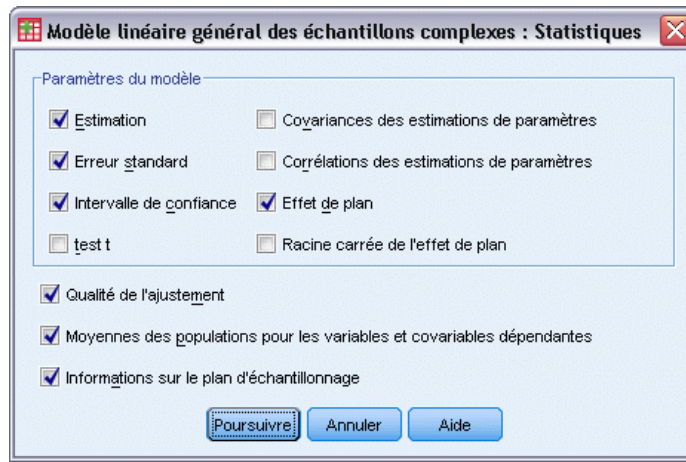 Modèle linéaire général des échantillons complexes : Statistiques
Paramètres du modèle
Estimation
Covariances des estimations de paramètres
Erreur standard
Corrélations des estimations de paramètres
Intervalle de confiance
Effet de plan
test t
Racine carrée de l'effet de plan
Qualité de l'ajustement
Moyennes des populations pour les variables et covariables dépendantes
Informations sur le plan d'échantillonnage
Poursuivre
Annuler
Aide